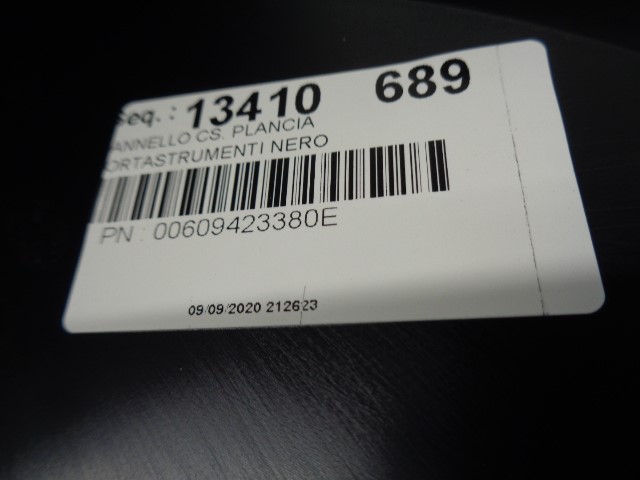 Seq.: 13410 689
ANNELLO CS. PLANCIA
ORTASTRUMENTI NERO
PN : 00609423380E
09/09/2020 212623